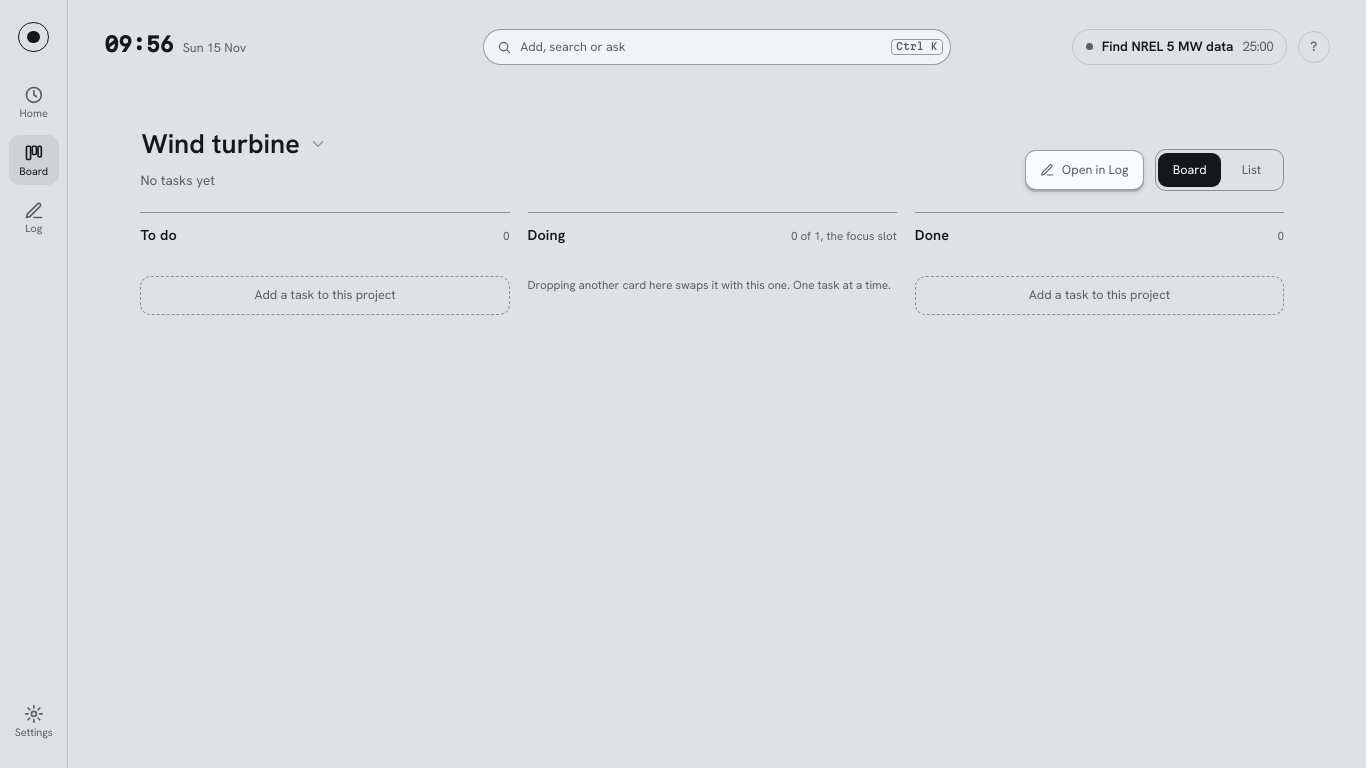 09:56 Sun 15 Nov
Add, search or ask
Ctrl K
Find NREL 5 MW data 25:00
?
Home
Board
Log
Settings
Wind turbine
No tasks yet
Open in Log
Board
List
To do 0
Add a task to this project
Doing 0 of 1, the focus slot
Dropping another card here swaps it with this one. One task at a time.
Done 0
Add a task to this project